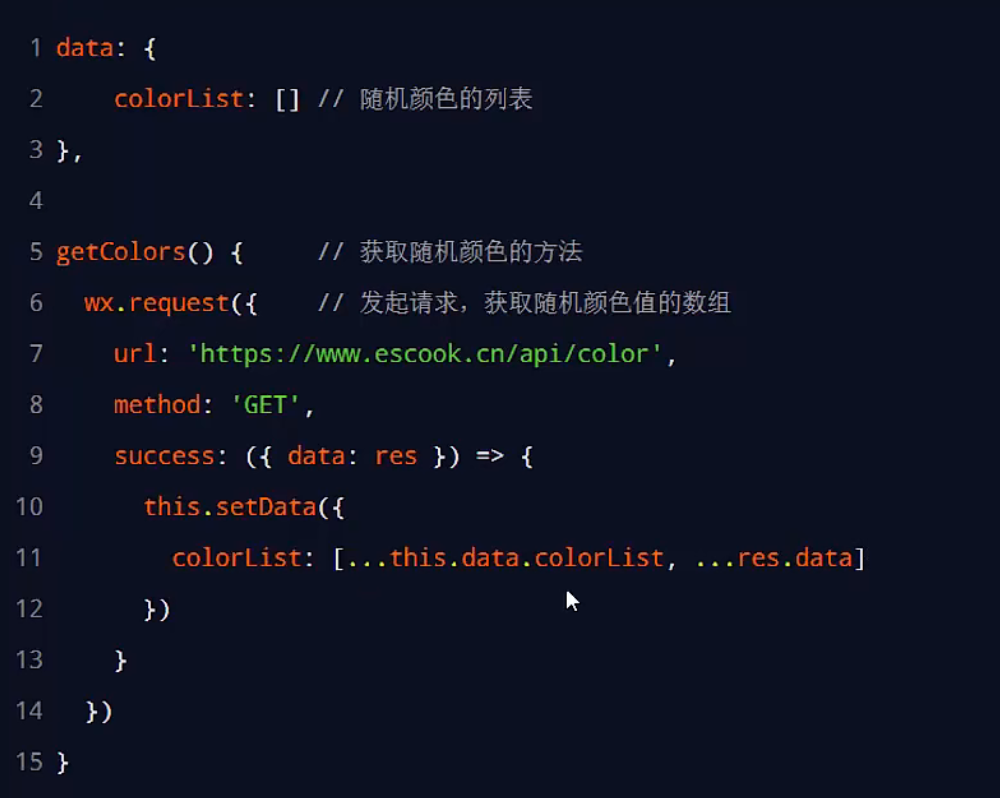 1 data: {
2     colorList: [] // 随机颜色的列表
3 },
4
5 getColors() {     // 获取随机颜色的方法
6   wx.request({    // 发起请求，获取随机颜色值的数组
7     url: 'https://www.escook.cn/api/color',
8     method: 'GET',
9     success: ({ data: res }) => {
10       this.setData({
11         colorList: [...this.data.colorList, ...res.data]
12       })
13     }
14   })
15 }